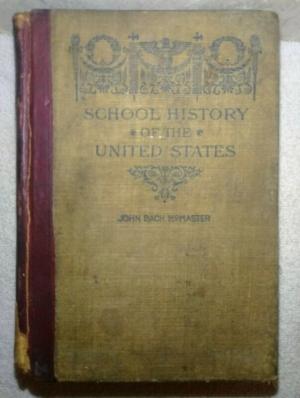 SCHOOL HISTORY
OF THE
UNITED STATES
JOHN BACH McMASTER